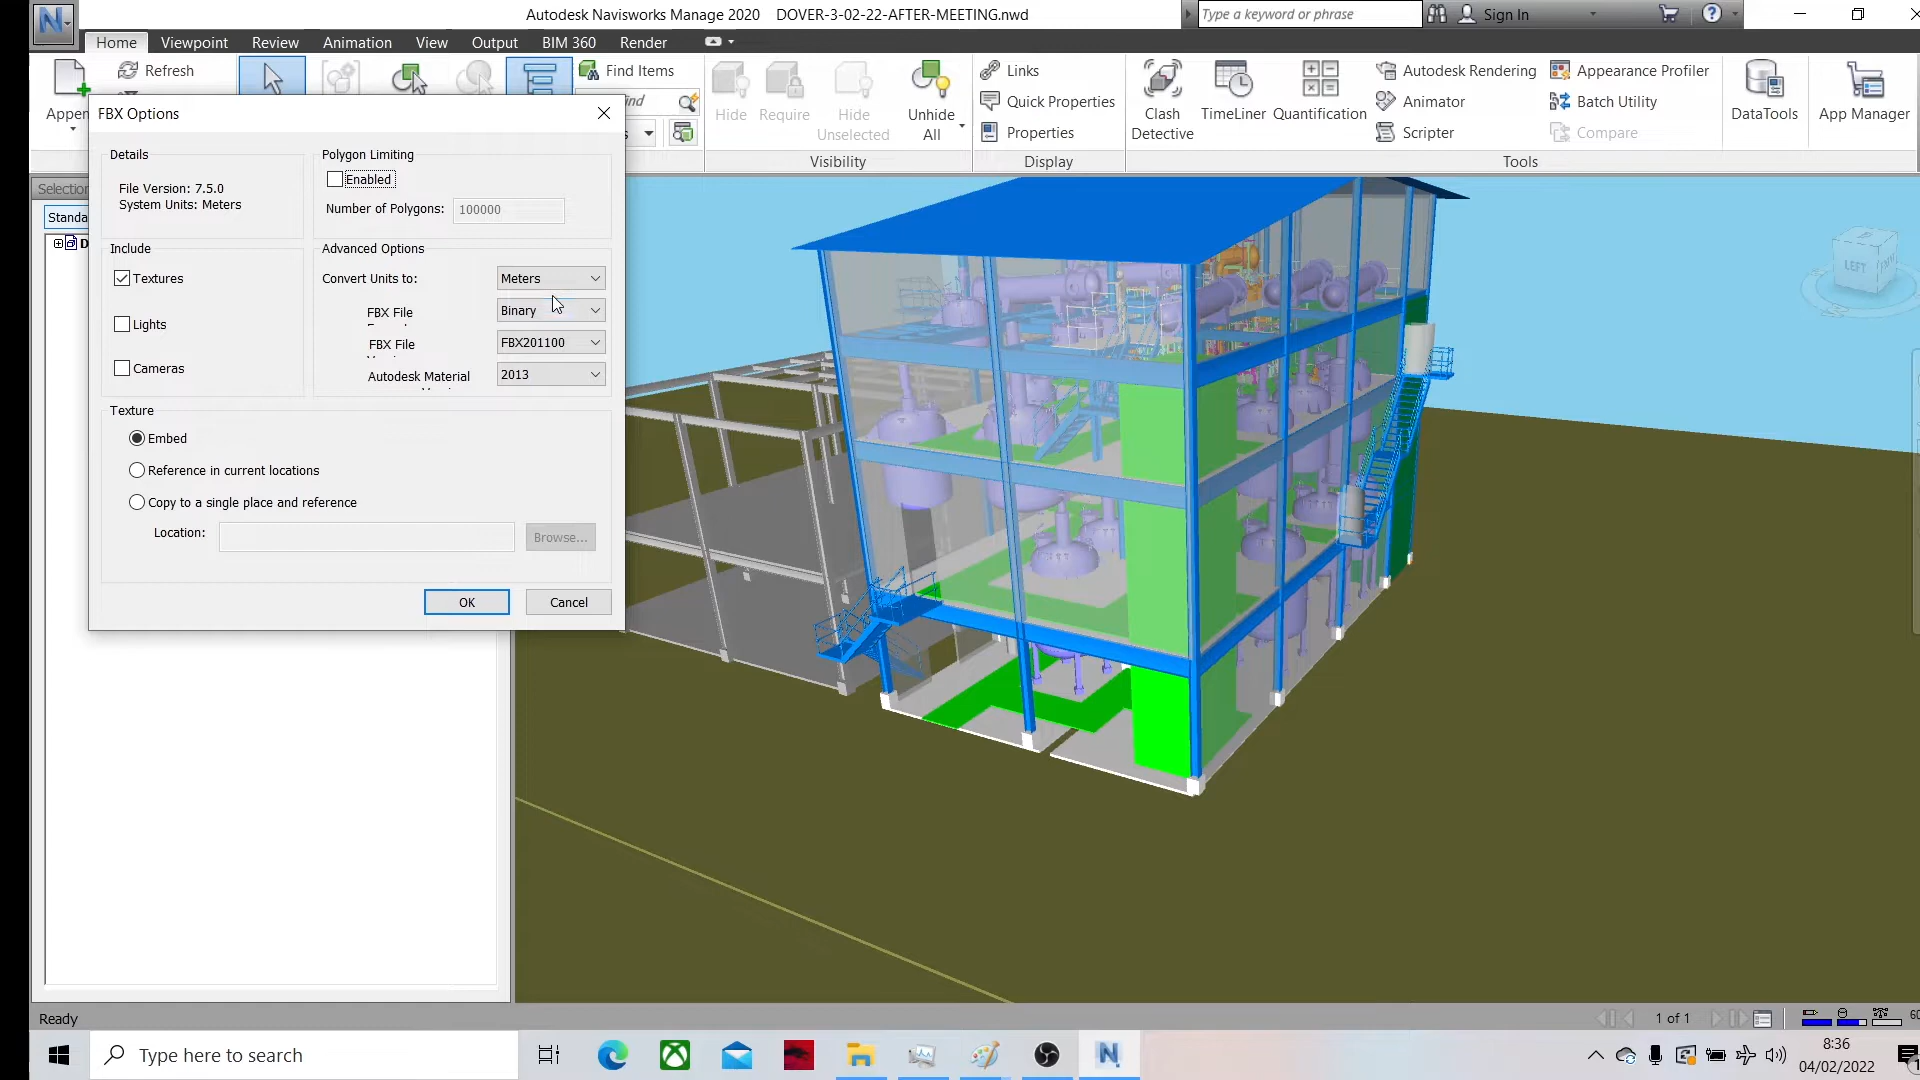 Autodesk Navisworks Manage 2020 DOVER-3-02-22-AFTER-MEETING.nwd
Type a keyword or phrase
Sign In
Home Viewpoint Review Animation View Output BIM 360 Render
Refresh
Find Items
Links
Autodesk Rendering
Appearance Profiler
Quick Properties
Animator
Batch Utility
Appen
Hide
Require
Hide
Unselected
Unhide
All
Clash
Detective
TimeLiner
Quantification
DataTools
App Manager
Properties
Scripter
Compare
Visibility
Display
Tools
FBX Options
Details
File Version: 7.5.0
System Units: Meters
Polygon Limiting
Enabled
Number of Polygons: 100000
Include
Textures
Lights
Cameras
Advanced Options
Convert Units to: Meters
FBX File Binary
FBX File FBX201100
Autodesk Material 2013
Texture
Embed
Reference in current locations
Copy to a single place and reference
Location:
Browse...
OK
Cancel
Selection
Standa
D
LEFT
Ready
1 of 1
60
Type here to search
8:36
04/02/2022